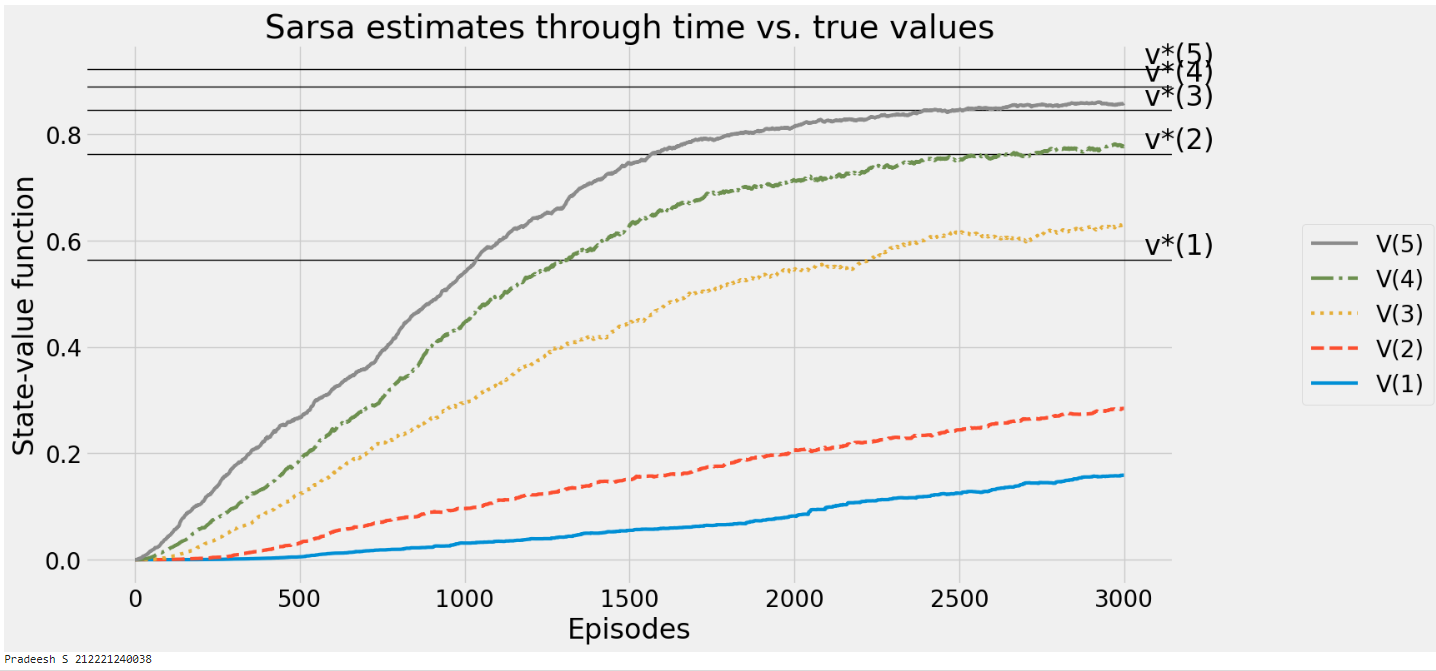 Sarsa estimates through time vs. true values
v*(5)
v*(4)
v*(3)
v*(2)
v*(1)
State-value function
0.8
0.6
0.4
0.2
0.0
0 500 1000 1500 2000 2500 3000
Episodes
V(5)
V(4)
V(3)
V(2)
V(1)
Pradeesh S 212221240038